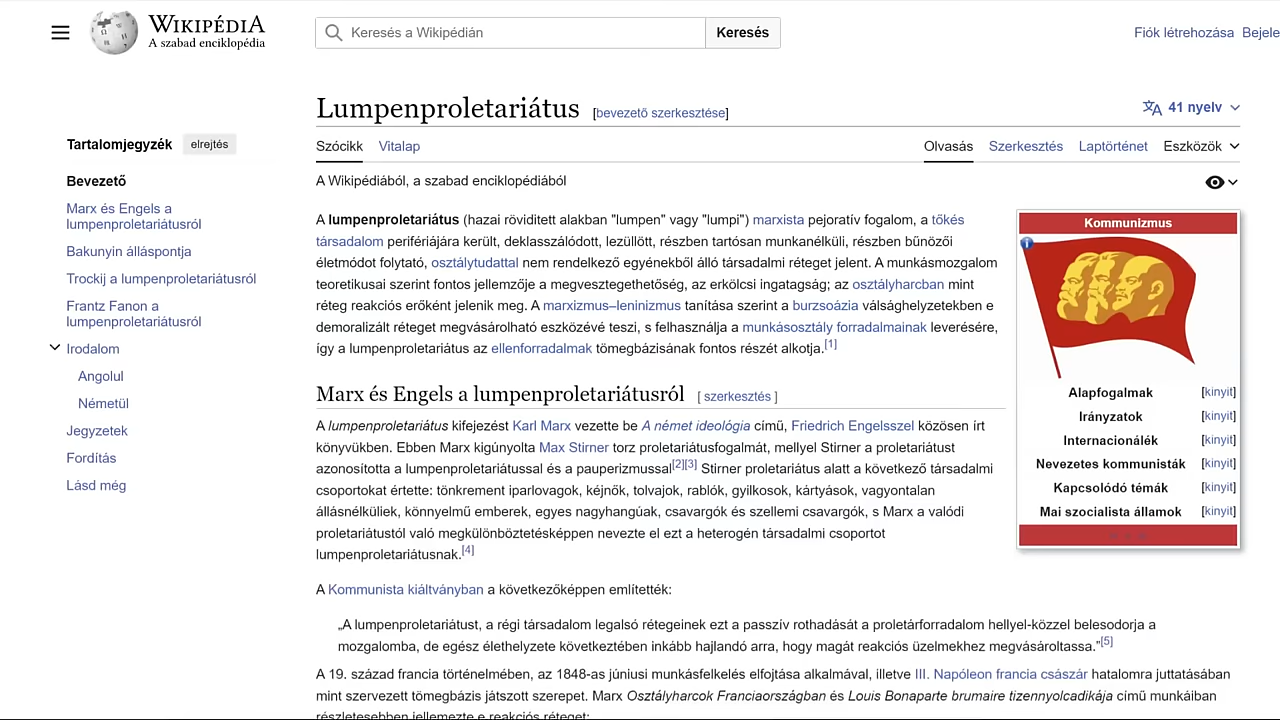 WIKIPÉDIA
A szabad enciklopédia
Keresés a Wikipédián
Keresés
Fiók létrehozása Bejele
Lumpenproletariátus [bevezető szerkesztése]
41 nyelv
Tartalomjegyzék elrejtés
Bevezető
Marx és Engels a
lumpenproletariátusról
Bakunyin álláspontja
Trockij a lumpenproletariátusról
Frantz Fanon a
lumpenproletariátusról
Irodalom
Angolul
Németül
Jegyzetek
Fordítás
Lásd még
Szócikk Vitalap
Olvasás Szerkesztés Laptörténet Eszközök
A Wikipédiából, a szabad enciklopédiából
A lumpenproletariátus (hazai röviditett alakban "lumpen" vagy "lumpi") marxista pejoratív fogalom, a tőkés
társadalom perifériájára került, deklasszálódott, lezüllött, részben tartósan munkanélküli, részben bűnözői
életmódot folytató, osztálytudattal nem rendelkező egyénekből álló társadalmi réteget jelent. A munkásmozgalom
teoretikusai szerint fontos jellemzője a megvesztegethetőség, az erkölcsi ingatagság; az osztályharcban mint
réteg reakciós erőként jelenik meg. A marxizmus–leninizmus tanítása szerint a burzsoázia válsághelyzetekben e
demoralizált réteget megvásárolható eszközévé teszi, s felhasználja a munkásosztály forradalmainak leverésére,
így a lumpenproletariátus az ellenforradalmak tömegbázisának fontos részét alkotja.[1]
Marx és Engels a lumpenproletariátusról [ szerkesztés ]
A lumpenproletariátus kifejezést Karl Marx vezette be A német ideológia című, Friedrich Engelsszel közösen írt
könyvükben. Ebben Marx kigúnyolta Max Stirner torz proletariátusfogalmát, mellyel Stirner a proletariátust
azonosította a lumpenproletariátussal és a pauperizmussal[2][3] Stirner proletariátus alatt a következő társadalmi
csoportokat értette: tönkrement iparlovagok, kéjnők, tolvajok, rablók, gyilkosok, kártyások, vagyontalan
állásnélküliek, könnyelmű emberek, egyes nagyhangúak, csavargók és szellemi csavargók, s Marx a valódi
proletariátustól való megkülönböztetésképpen nevezte el ezt a heterogén társadalmi csoportot
lumpenproletariátusnak.[4]
A Kommunista kiáltványban a következőképpen említették:
„A lumpenproletariátust, a régi társadalom legalsó rétegeinek ezt a passzív rothadását a proletárforradalom hellyel-közzel belesodorja a
mozgalomba, de egész élethelyzete következtében inkább hajlandó arra, hogy magát reakciós üzelmekhez megvásároltassa.”[5]
A 19. század francia történelmében, az 1848-as júniusi munkásfelkelés elfojtása alkalmával, illetve III. Napóleon francia császár hatalomra juttatásában
mint szervezett tömegbázis játszott szerepet. Marx Osztályharcok Franciaországban és Louis Bonaparte brumaire tizennyolcadikája című munkáiban
részletesebben jellemezte e reakciós réteget:
Kommunizmus
Alapfogalmak [kinyit]
Irányzatok [kinyit]
Internacionálék [kinyit]
Nevezetes kommunisták [kinyit]
Kapcsolódó témák [kinyit]
Mai szocialista államok [kinyit]